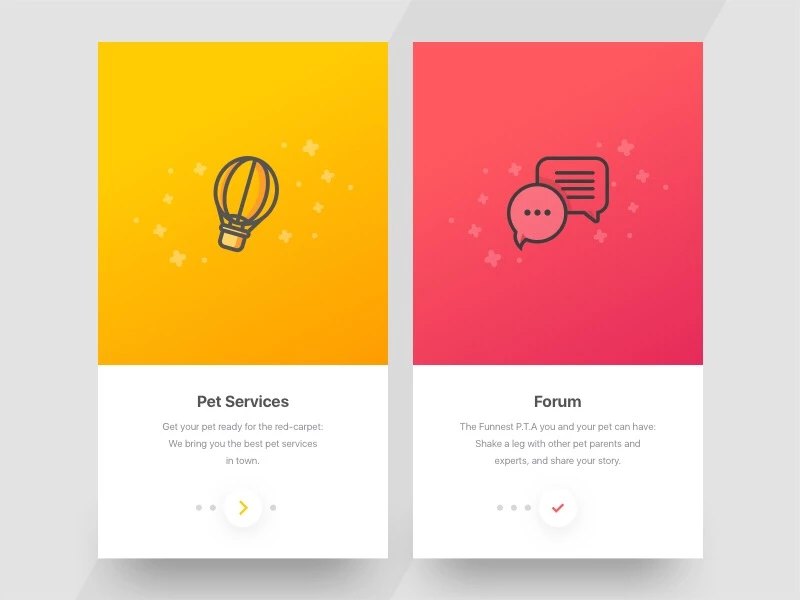 Pet Services
Get your pet ready for the red-carpet:
We bring you the best pet services
in town.
Forum
The Funnest P.T.A you and your pet can have:
Shake a leg with other pet parents and
experts, and share your story.